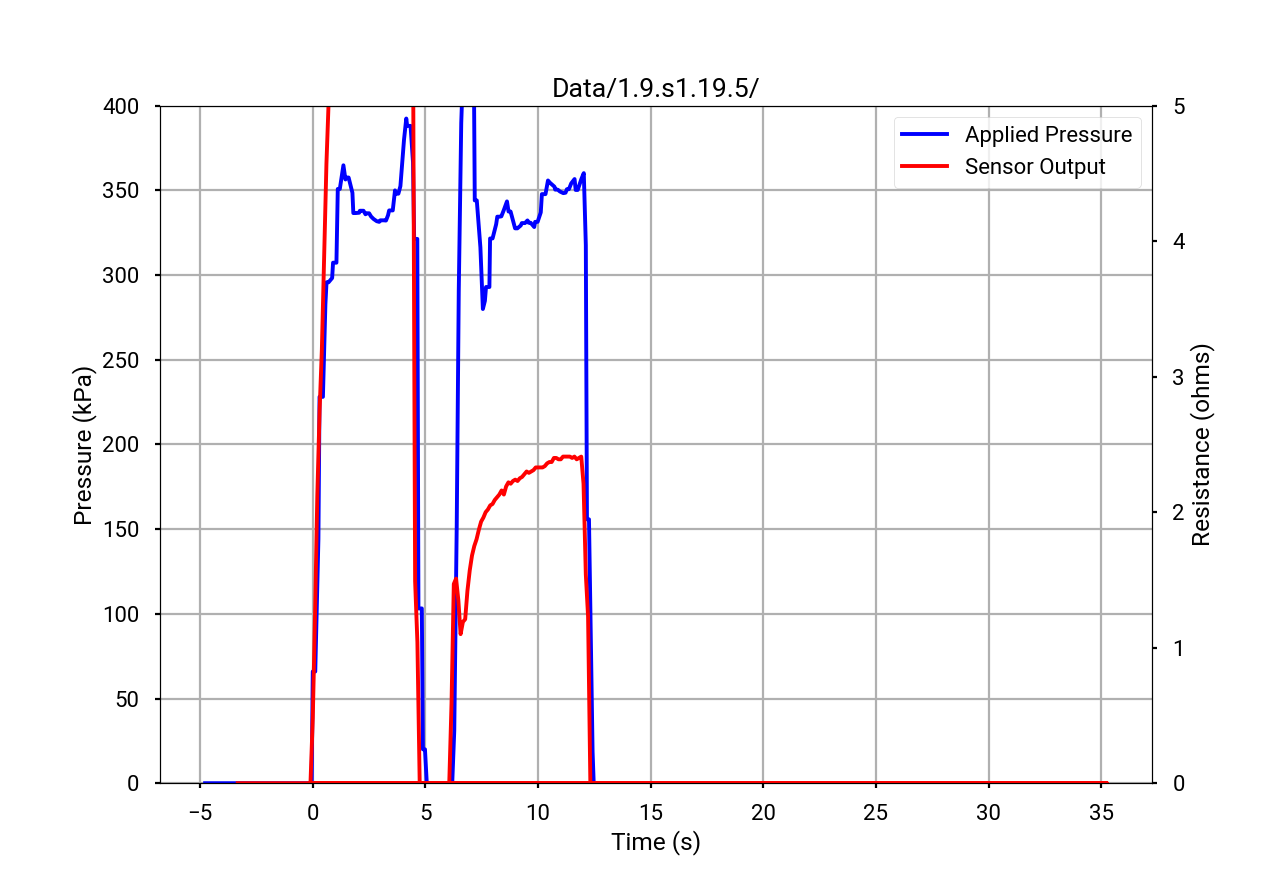 Data/1.9.s1.19.5/
400
350
300
250
200
150
100
50
0
Pressure (kPa)
5
4
3
2
1
0
Resistance (ohms)
Applied Pressure
Sensor Output
−5 0 5 10 15 20 25 30 35
Time (s)